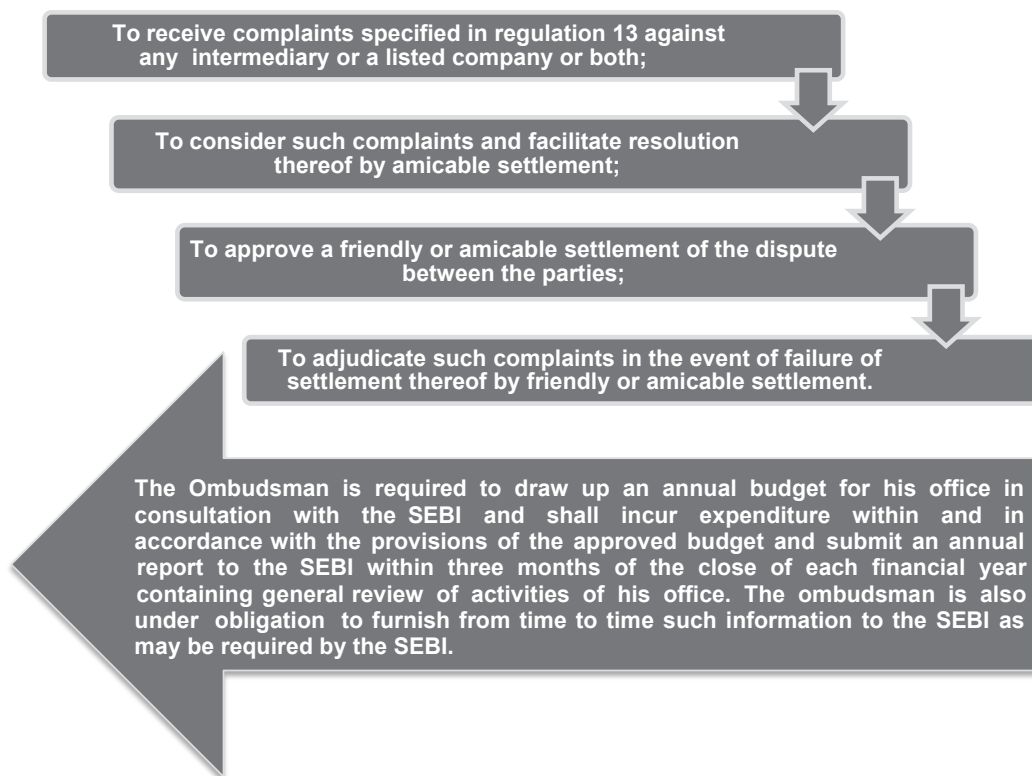 To receive complaints specified in regulation 13 against
any intermediary or a listed company or both;
To consider such complaints and facilitate resolution
thereof by amicable settlement;
To approve a friendly or amicable settlement of the dispute
between the parties;
To adjudicate such complaints in the event of failure of
settlement thereof by friendly or amicable settlement.
The Ombudsman is required to draw up an annual budget for his office in
consultation with the SEBI and shall incur expenditure within and in
accordance with the provisions of the approved budget and submit an annual
report to the SEBI within three months of the close of each financial year
containing general review of activities of his office. The ombudsman is also
under obligation to furnish from time to time such information to the SEBI as
may be required by the SEBI.